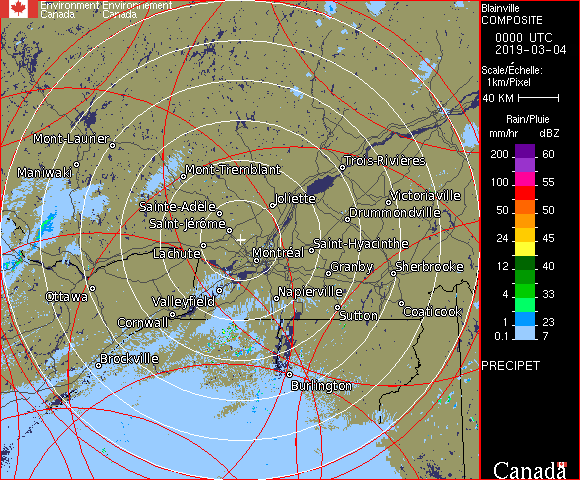 Environment Environnement
Canada Canada
Blainville
COMPOSITE
0000 UTC
2019-03-04
Scale/Échelle:
1km/Pixel
40 KM
Rain/Pluie
mm/hr dBZ
200 60
100 55
50 50
24 45
12 40
4 33
1 23
0.1 7
PRECIPET
Canada
Mont-Laurier
Maniwaki
Mont-Tremblant
Trois-Rivières
Joliette
Victoriaville
Sainte-Adèle
Drummondville
Saint-Jérôme
Lachute
Montréal
Saint-Hyacinthe
Granby
Sherbrooke
Ottawa
Valleyfield
Napierville
Coaticook
Sutton
Cornwall
Brockville
Burlington